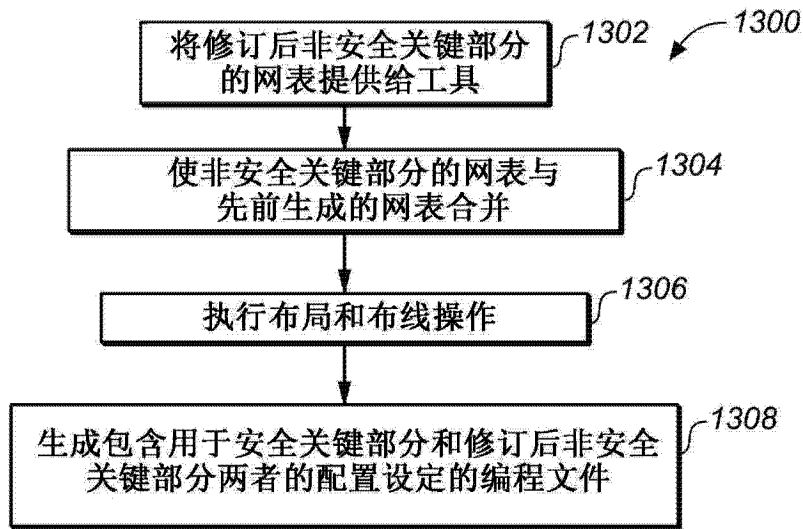 将修订后非安全关键部分
的网表提供给工具
1302
1300
使非安全关键部分的网表与
先前生成的网表合并
1304
执行布局和布线操作
1306
生成包含用于安全关键部分和修订后非安全
关键部分两者的配置设定的编程文件
1308